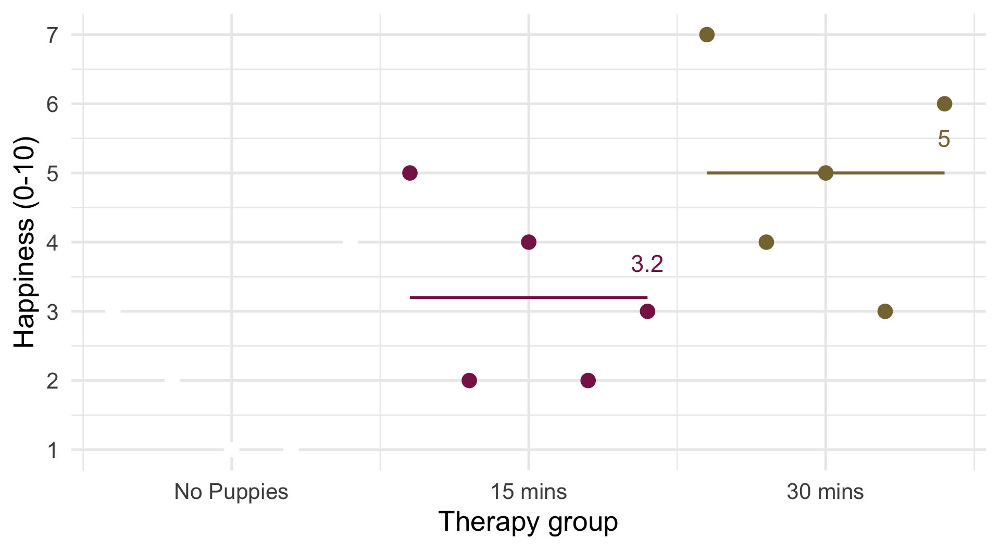 Happiness (0-10)
7
6
5
4
3
2
1
3.2
5
No Puppies
15 mins
30 mins
Therapy group